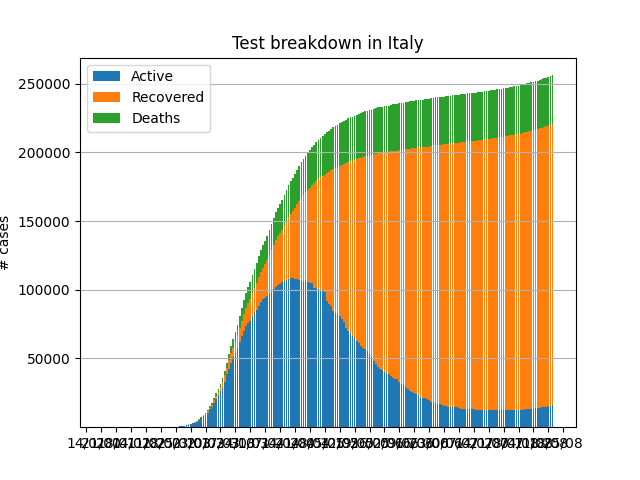 Test breakdown in Italy
Active
Recovered
Deaths
250000
200000
150000
100000
50000
# cases